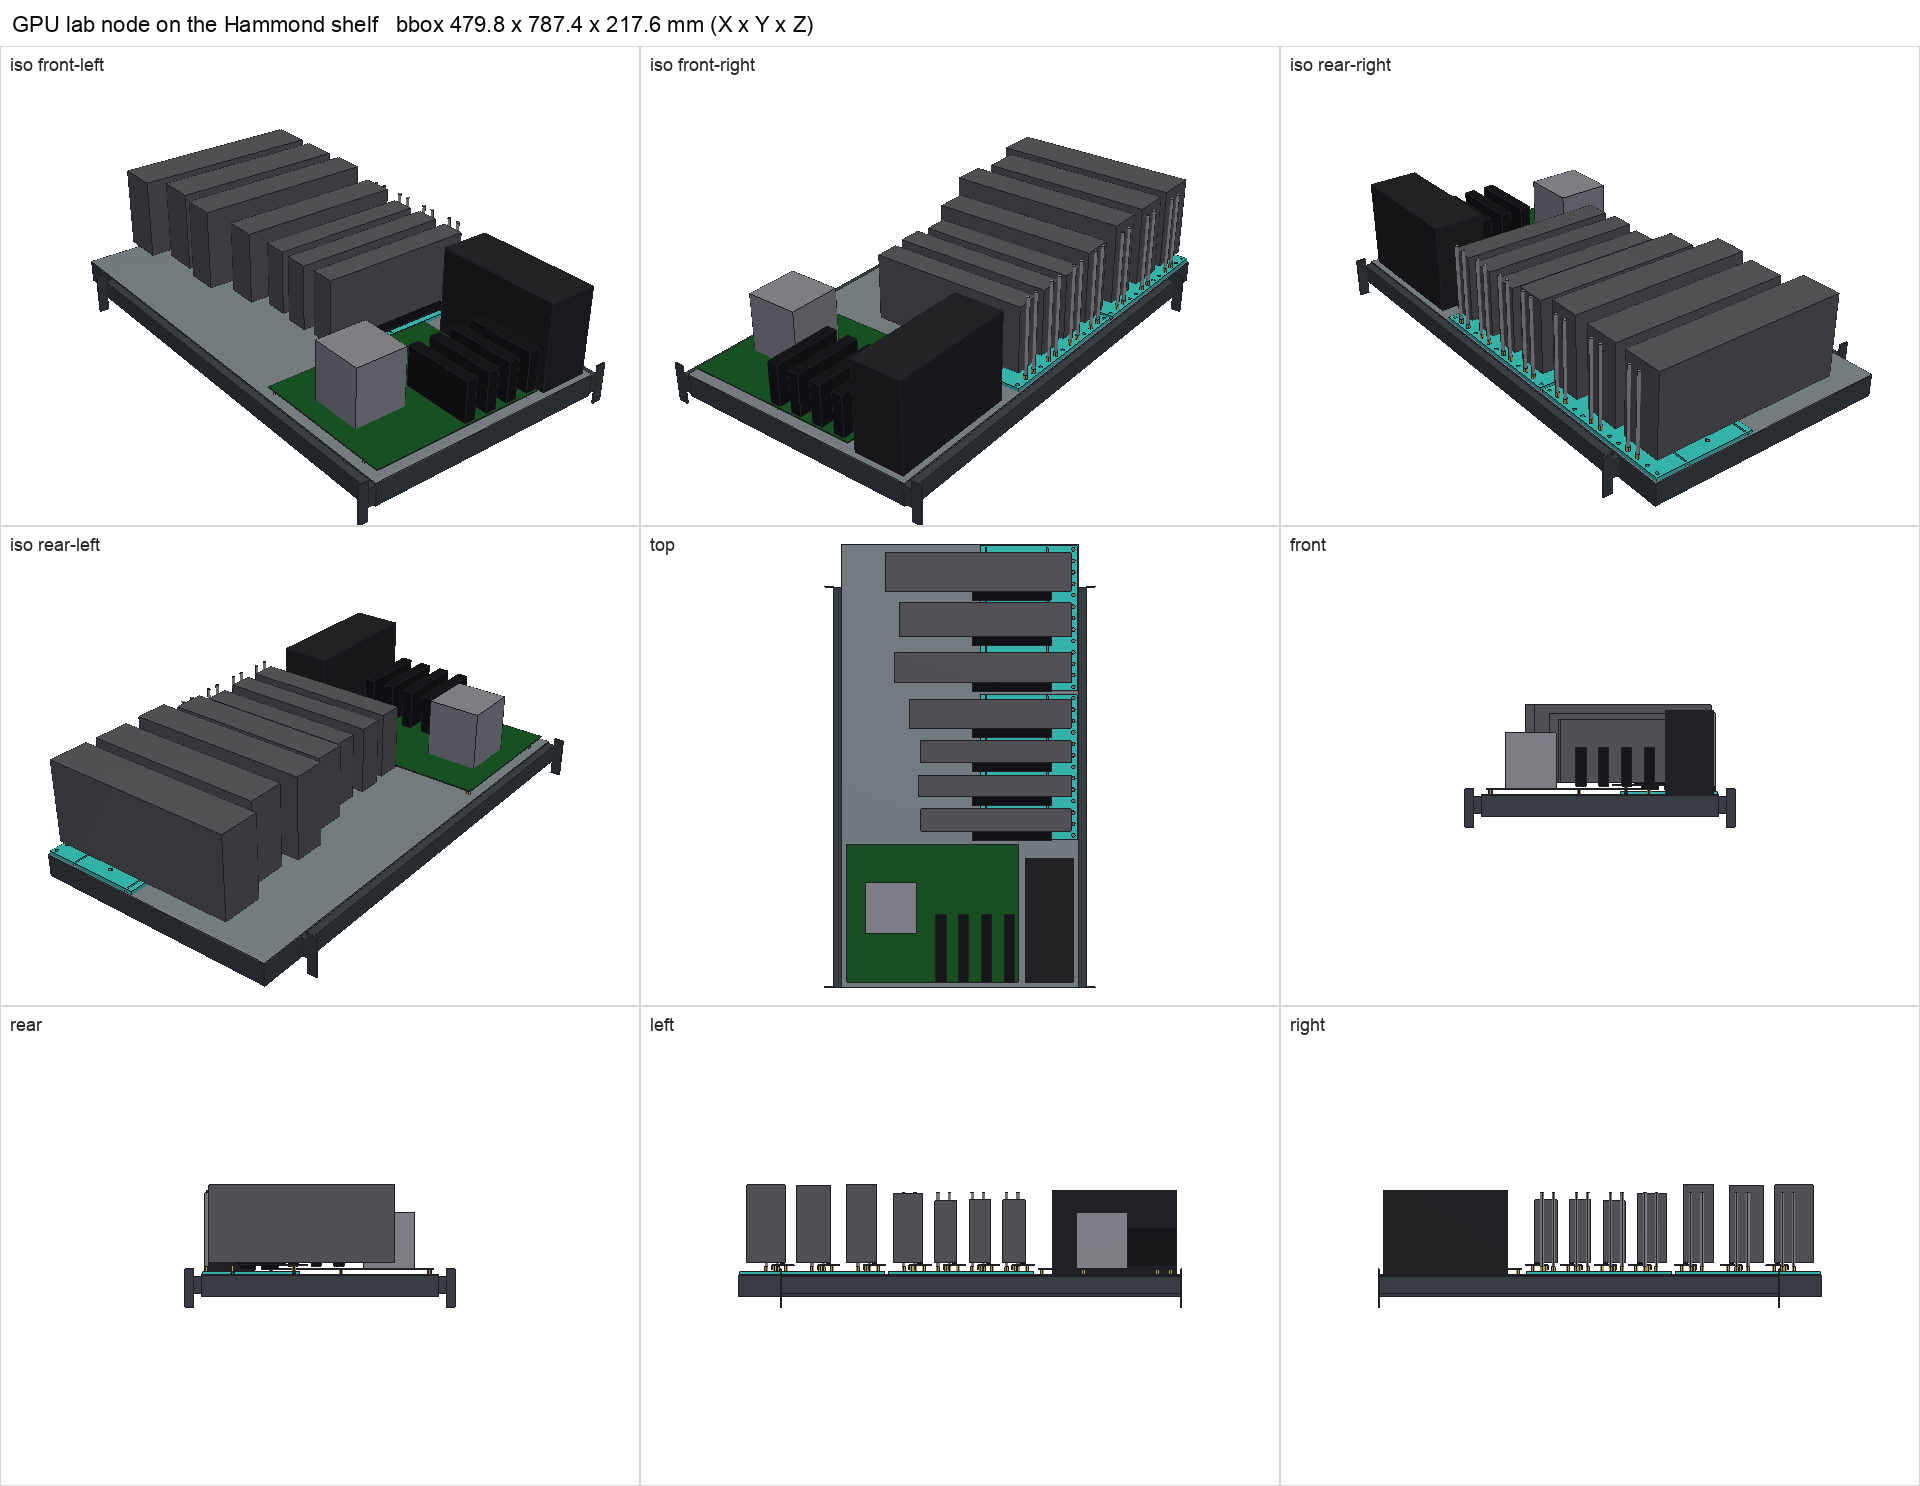 GPU lab node on the Hammond shelf   bbox 479.8 x 787.4 x 217.6 mm (X x Y x Z)
iso front-left
iso front-right
iso rear-right
iso rear-left
top
front
rear
left
right